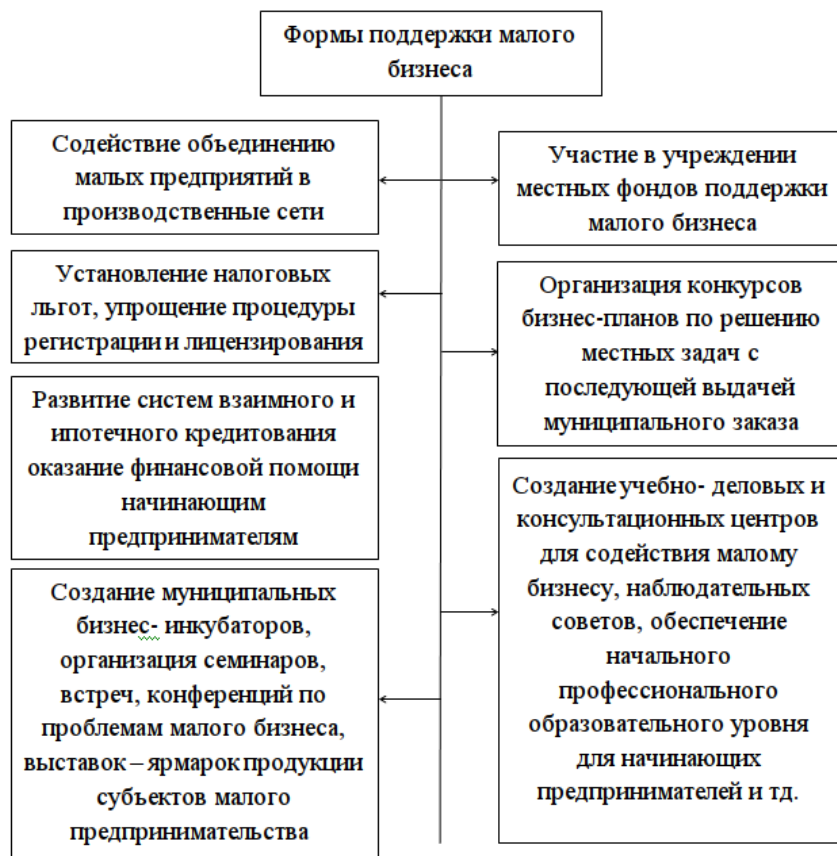 Формы поддержки малого
бизнеса
Содействие объединению
малых предприятий в
производственные сети
Участие в учреждении
местных фондов поддержки
малого бизнеса
Установление налоговых
льгот, упрощение процедуры
регистрации и лицензирования
Организация конкурсов
бизнес-планов по решению
местных задач с
последующей выдачей
муниципального заказа
Развитие систем взаимного и
ипотечного кредитования
оказание финансовой помощи
начинающим
предпринимателям
Создание учебно- деловых и
консультационных центров
для содействия малому
бизнесу, наблюдательных
советов, обеспечение
начального
профессионального
образовательного уровня
для начинающих
предпринимателей и тд.
Создание муниципальных
бизнес- инкубаторов,
организация семинаров,
встреч, конференций по
проблемам малого бизнеса,
выставок – ярмарок продукции
субъектов малого
предпринимательства